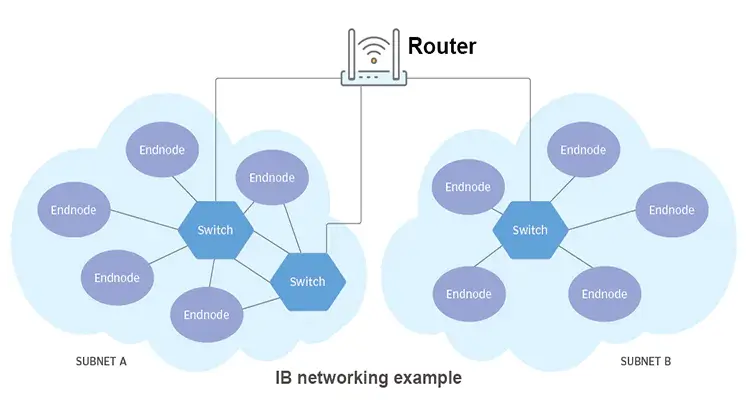 Router
Endnode
Endnode
Endnode
Endnode
Endnode
Switch
Switch
SUBNET A
Endnode
Endnode
Endnode
Endnode
Endnode
Switch
SUBNET B
IB networking example